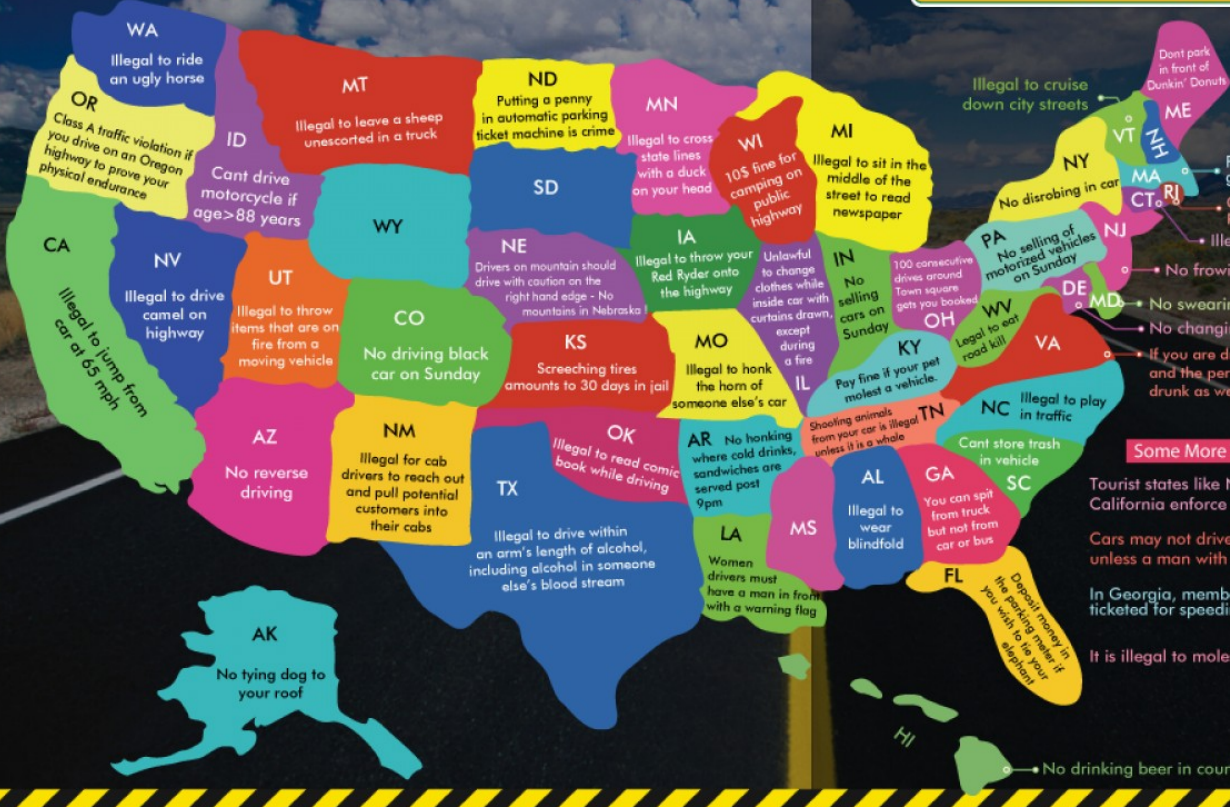 WA
Illegal to ride
an ugly horse
OR
Class A traffic violation if
you drive on an Oregon
highway to prove your
physical endurance
ID
Cant drive
motorcycle if
age>88 years
MT
Illegal to leave a sheep
unescorted in a truck
ND
Putting a penny
in automatic parking
ticket machine is crime
MN
Illegal to cross
state lines
with a duck
on your head
WI
10$ fine for
camping on
public
highway
MI
Illegal to sit in the
middle of the
street to read
newspaper
Illegal to cruise
down city streets
VT
NH
Dont park
in front of
Dunkin' Donuts
ME
NY
No disrobing in car
MA
CT
RI
CA
Illegal to jump from
car at 65 mph
NV
Illegal to drive
camel on
highway
UT
Illegal to throw
items that are on
fire from a
moving vehicle
WY
SD
NE
Drivers on mountain should
drive with caution on the
right hand edge - No
mountains in Nebraska !
IA
Illegal to throw your
Red Ryder onto
the highway
Unlawful
to change
clothes while
inside car with
curtains drawn,
except
during
a fire
IL
IN
No
selling
cars on
Sunday
100 consecutive
drives around
Town square
gets you booked
OH
PA
No selling of
motorized vehicles
on Sunday
NJ
No frowi
DE
MD
No swearin
No changi
WV
Legal to eat
road kill
VA
If you are d
and the per
drunk as we
CO
No driving black
car on Sunday
KS
Screeching tires
amounts to 30 days in jail
MO
Illegal to honk
the horn of
someone else's car
KY
Pay fine if your pet
molest a vehicle.
TN
Shooting animals
from your car is illegal
unless it is a whale
NC
Illegal to play
in traffic
Cant store trash
in vehicle
SC
AZ
No reverse
driving
NM
Illegal for cab
drivers to reach out
and pull potential
customers into
their cabs
OK
Illegal to read comic
book while driving
TX
Illegal to drive within
an arm's length of alcohol,
including alcohol in someone
else's blood stream
AR No honking
where cold drinks,
sandwiches are
served post
9pm
LA
Women
drivers must
have a man in front
with a warning flag
MS
AL
Illegal to
wear
blindfold
GA
You can spit
from truck
but not from
car or bus
FL
Deposit money in
the parking meter if
you wish to tie your
elephant
Some More
Tourist states like N
California enforce
Cars may not drive
unless a man with
In Georgia, memb
ticketed for speedi
It is illegal to mole
AK
No tying dog to
your roof
HI
No drinking beer in coun